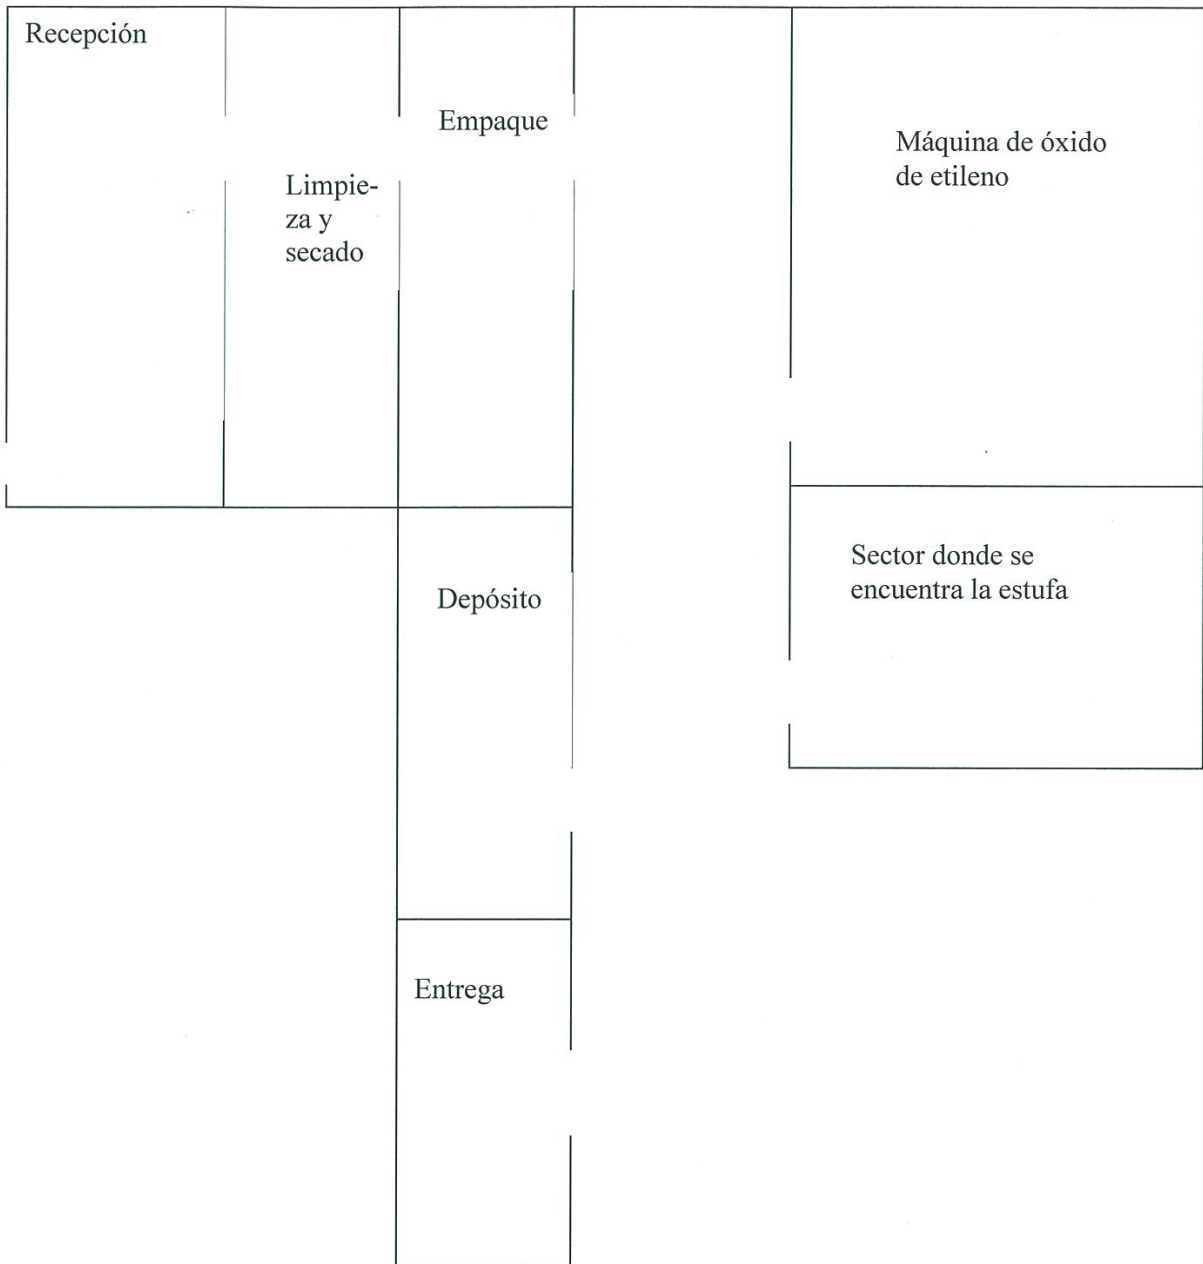 Recepción
Empaque
Máquina de óxido
de etileno
Limpie-
za y
secado
Sector donde se
encuentra la estufa
Depósito
Entrega